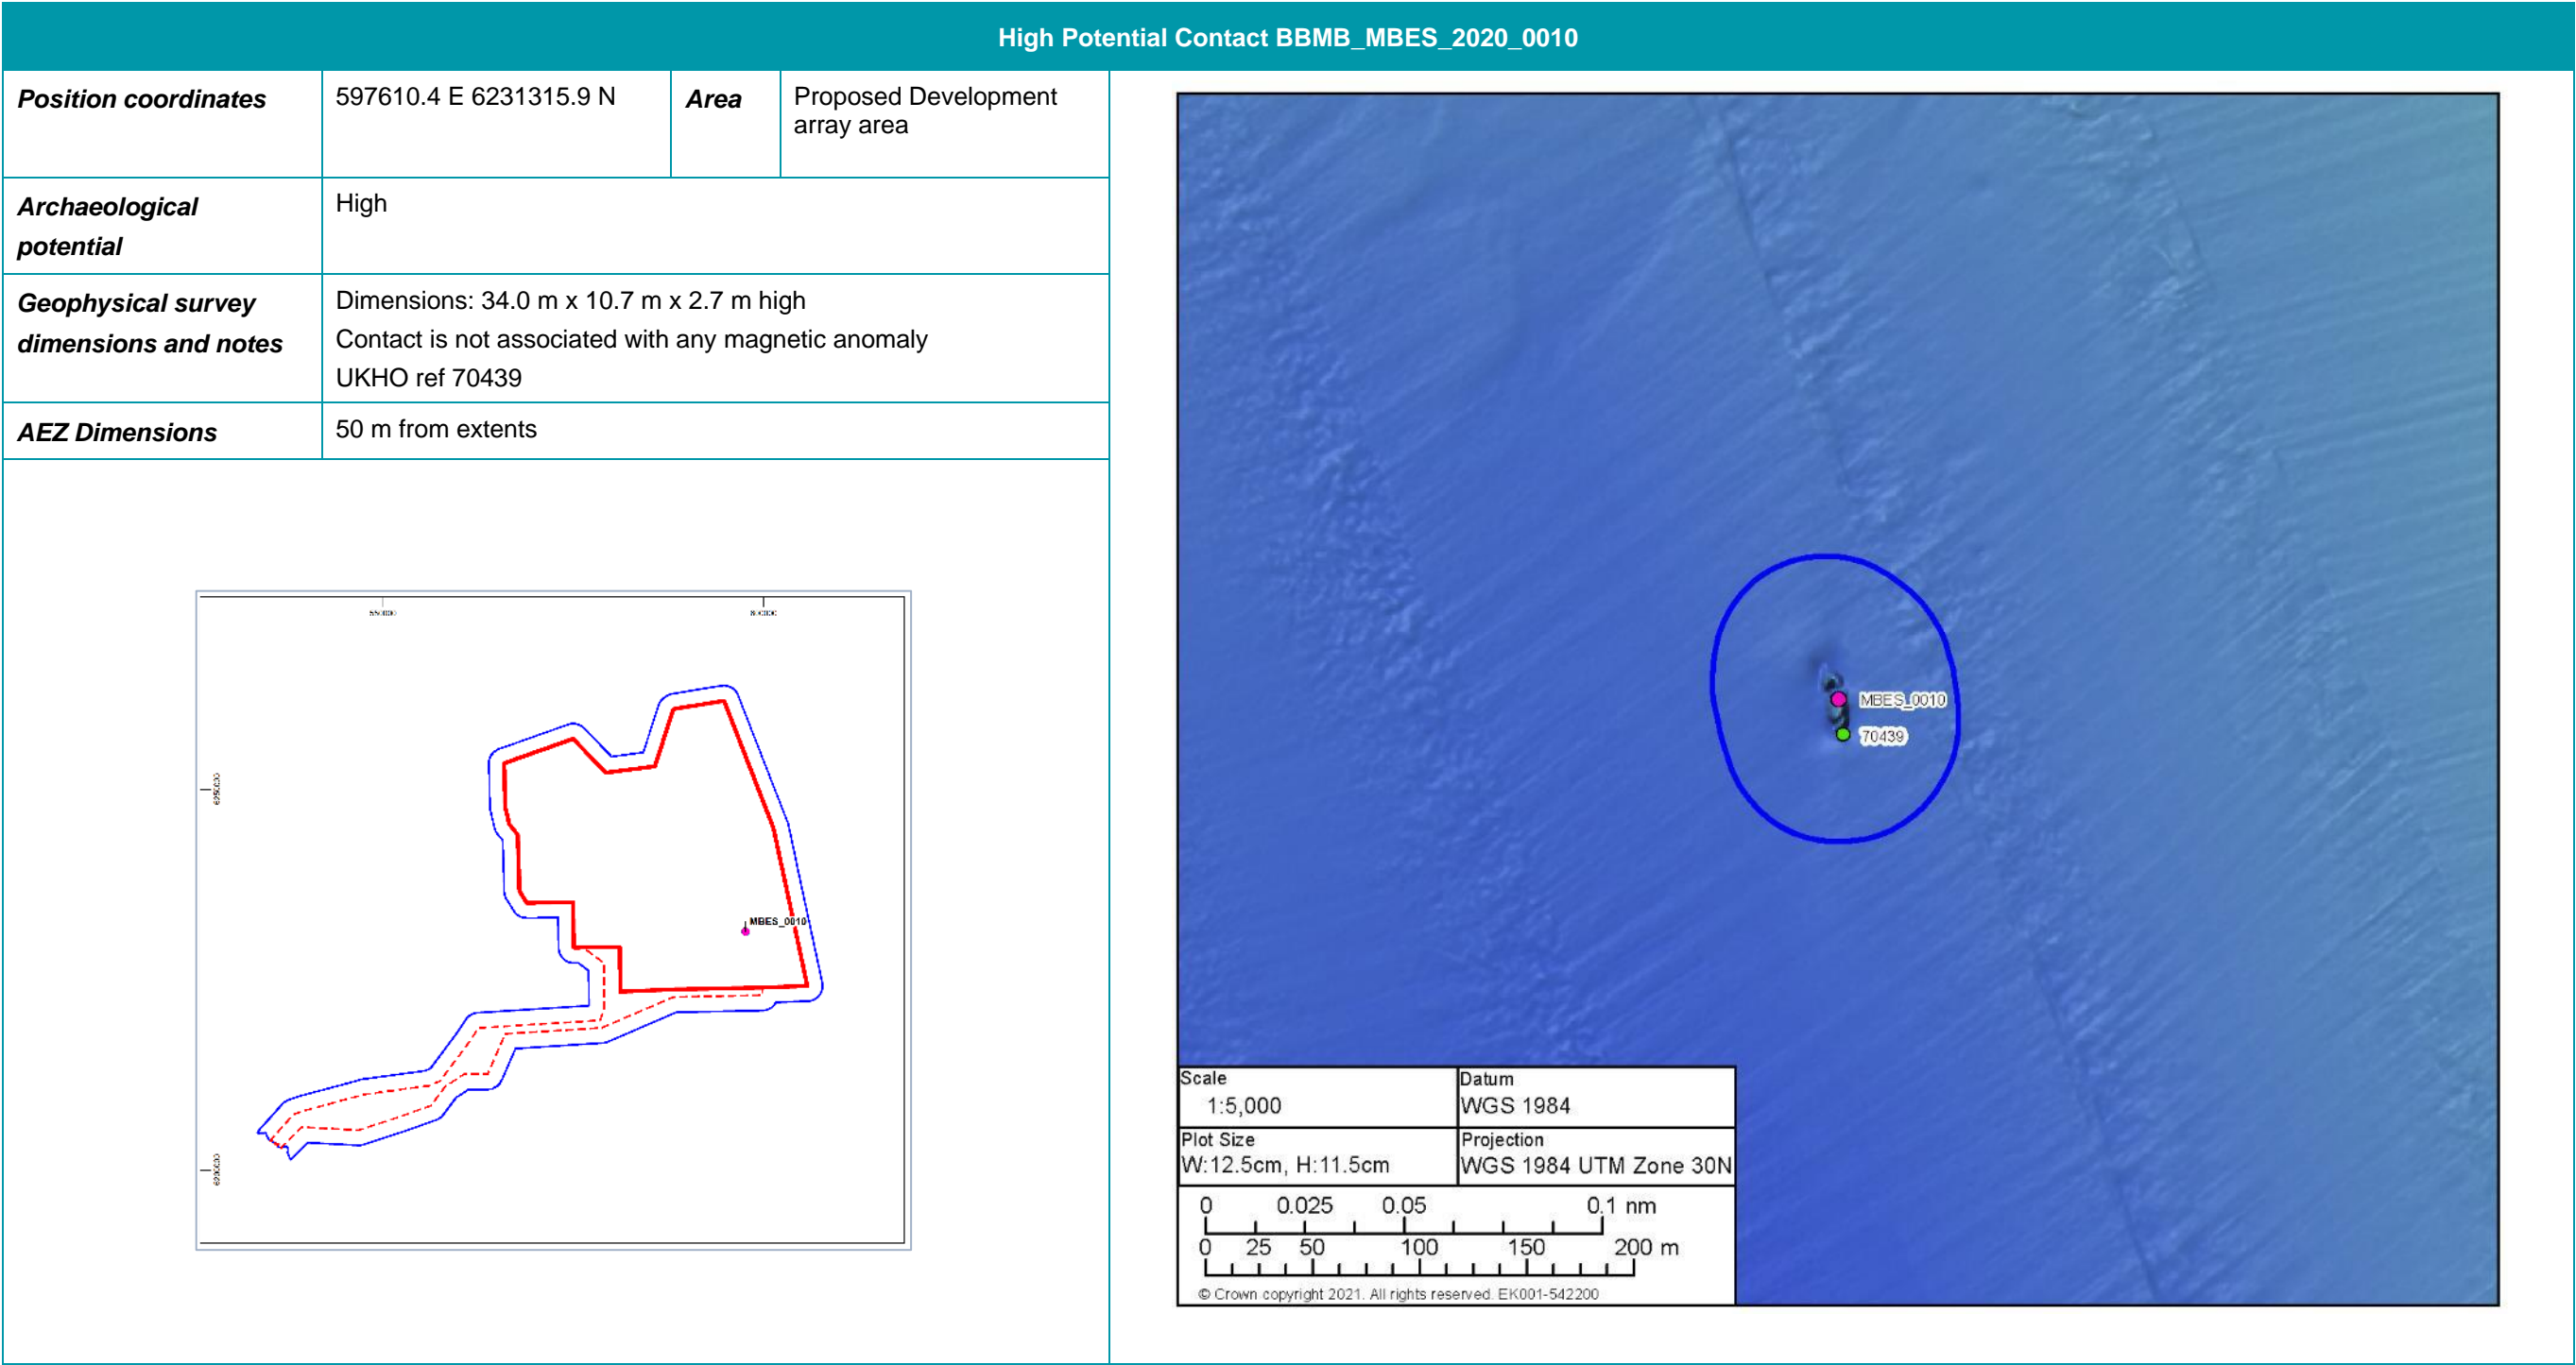 High Potential Contact BBMB_MBES_2020_0010
Position coordinates
597610.4 E 6231315.9 N
Area
Proposed Development
array area
Archaeological
potential
High
Geophysical survey
dimensions and notes
Dimensions: 34.0 m x 10.7 m x 2.7 m high
Contact is not associated with any magnetic anomaly
UKHO ref 70439
AEZ Dimensions
50 m from extents
550000
MBES_0010
MBES_0010
70439
Scale
1:5,000
Datum
WGS 1984
Plot Size
W:12.5cm, H:11.5cm
Projection
WGS 1984 UTM Zone 30N
0 0.025 0.05 0.1 nm
0 25 50 100 150 200 m
© Crown copyright 2021. All rights reserved. EK001-542200